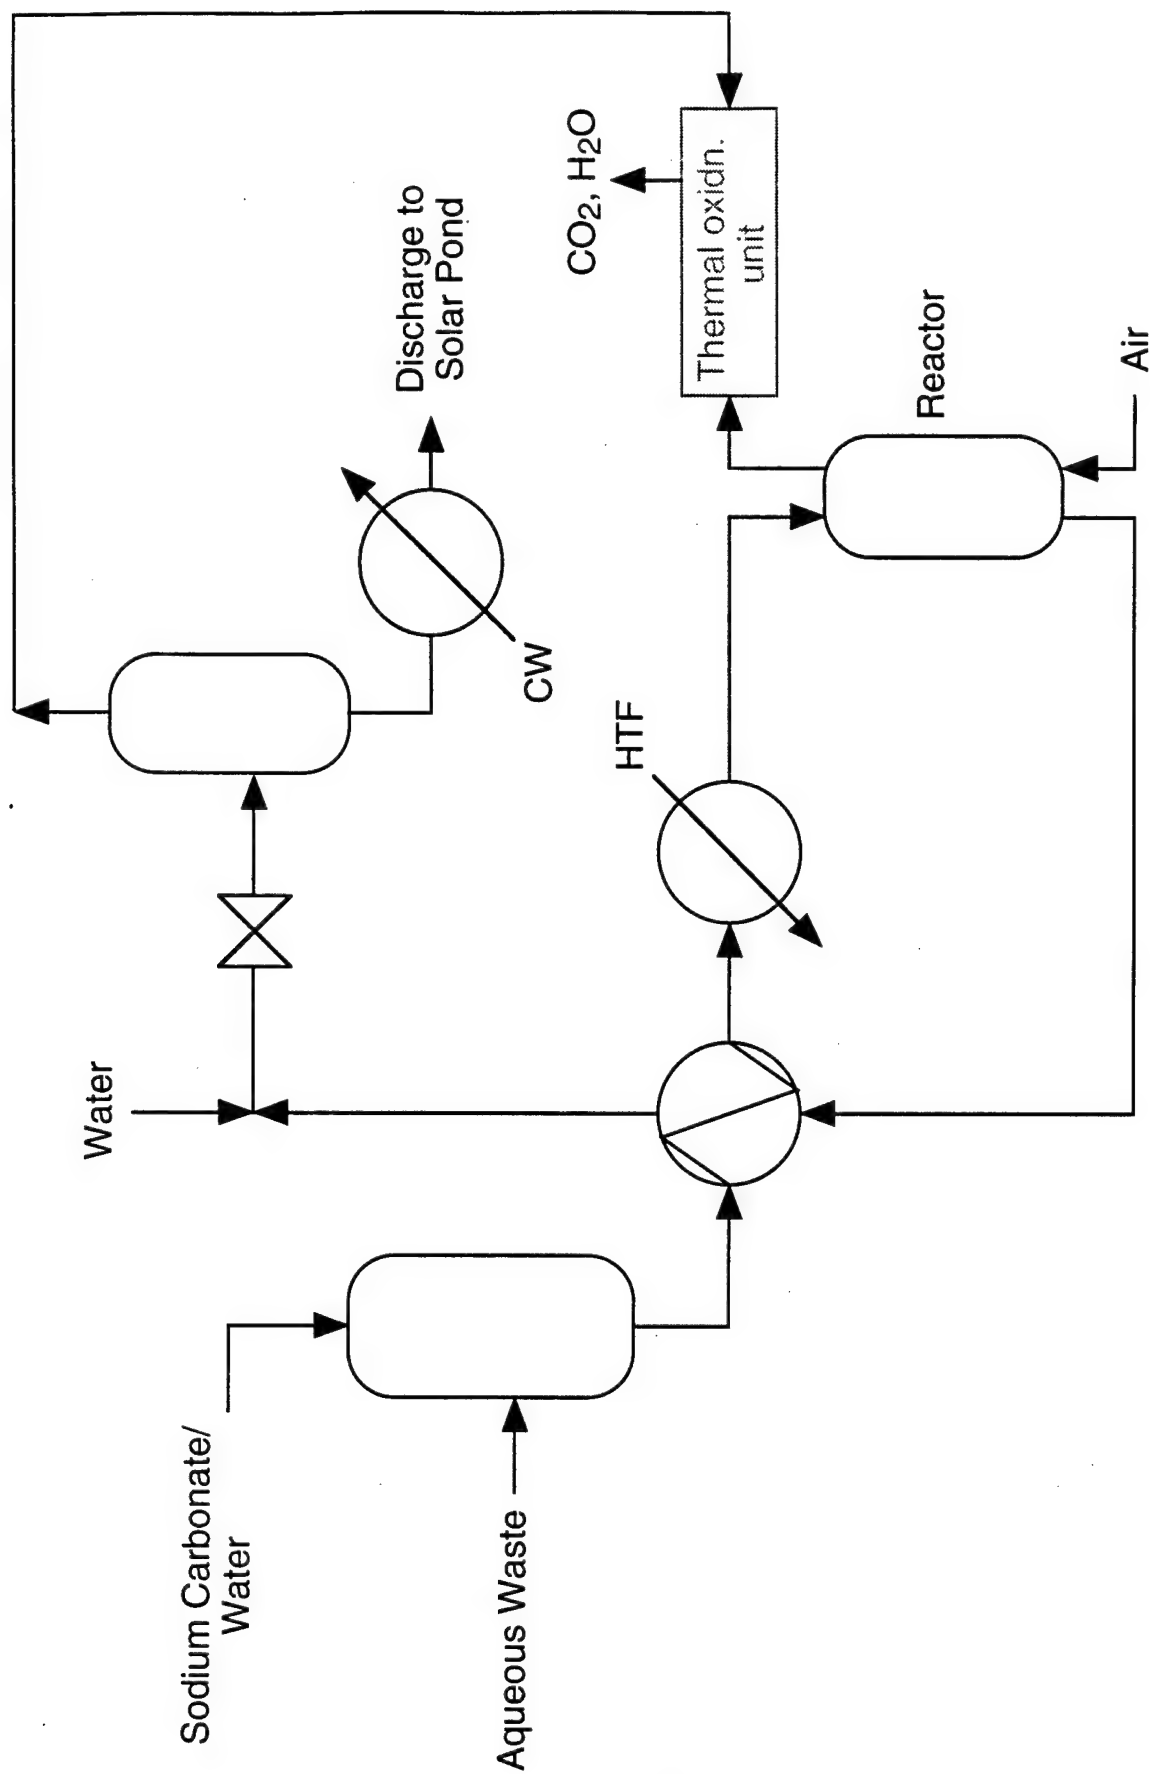 Sodium Carbonate/
Water
Aqueous Waste
Water
HTF
CW
Discharge to
Solar Pond
CO2, H2O
Thermal oxidn.
unit
Reactor
Air